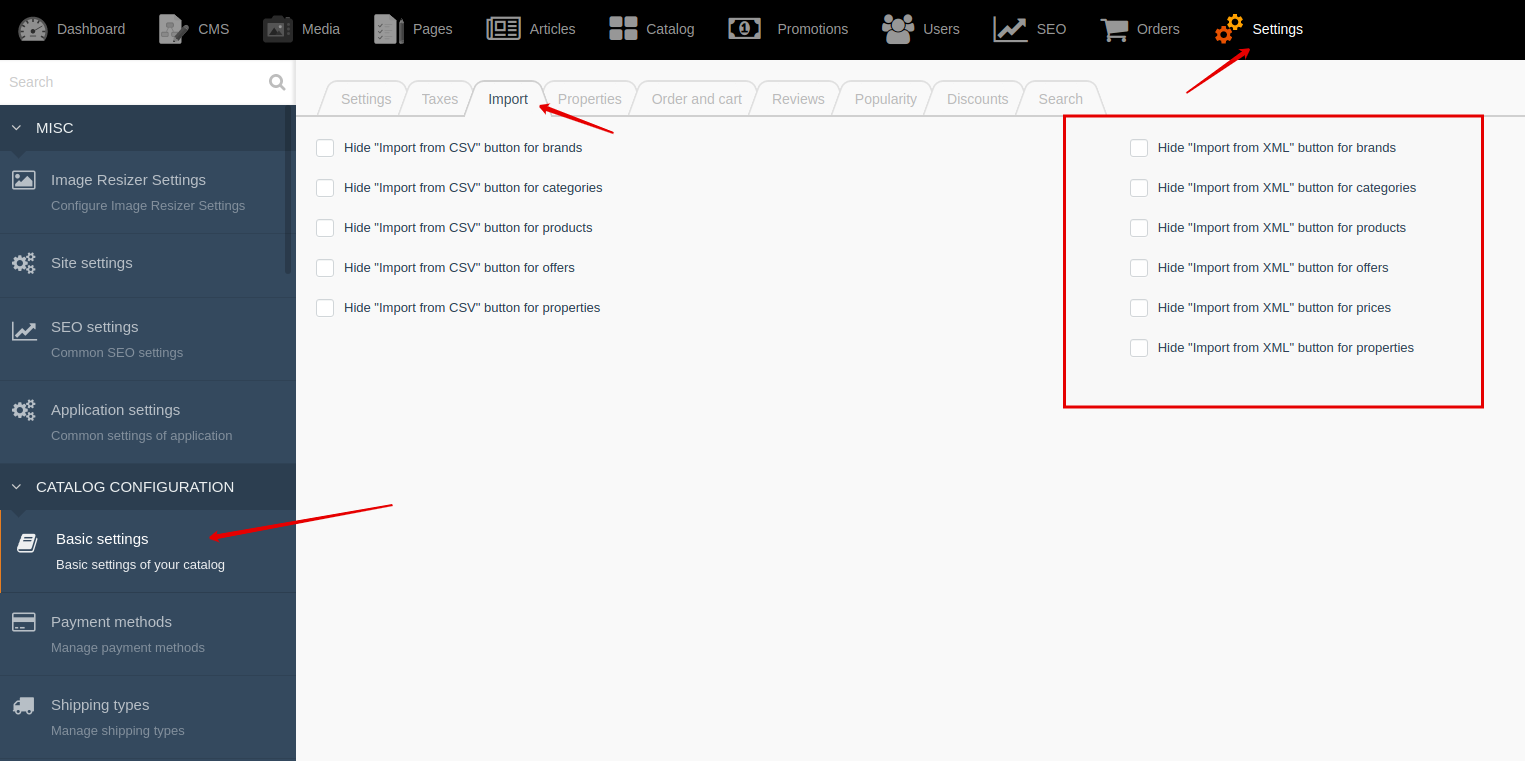 Dashboard
CMS
Media
Pages
Articles
Catalog
Promotions
Users
SEO
Orders
Settings
Search
MISC
Image Resizer Settings
Configure Image Resizer Settings
Site settings
SEO settings
Common SEO settings
Application settings
Common settings of application
CATALOG CONFIGURATION
Basic settings
Basic settings of your catalog
Payment methods
Manage payment methods
Shipping types
Manage shipping types
Settings
Taxes
Import
Properties
Order and cart
Reviews
Popularity
Discounts
Search
Hide "Import from CSV" button for brands
Hide "Import from CSV" button for categories
Hide "Import from CSV" button for products
Hide "Import from CSV" button for offers
Hide "Import from CSV" button for properties
Hide "Import from XML" button for brands
Hide "Import from XML" button for categories
Hide "Import from XML" button for products
Hide "Import from XML" button for offers
Hide "Import from XML" button for prices
Hide "Import from XML" button for properties